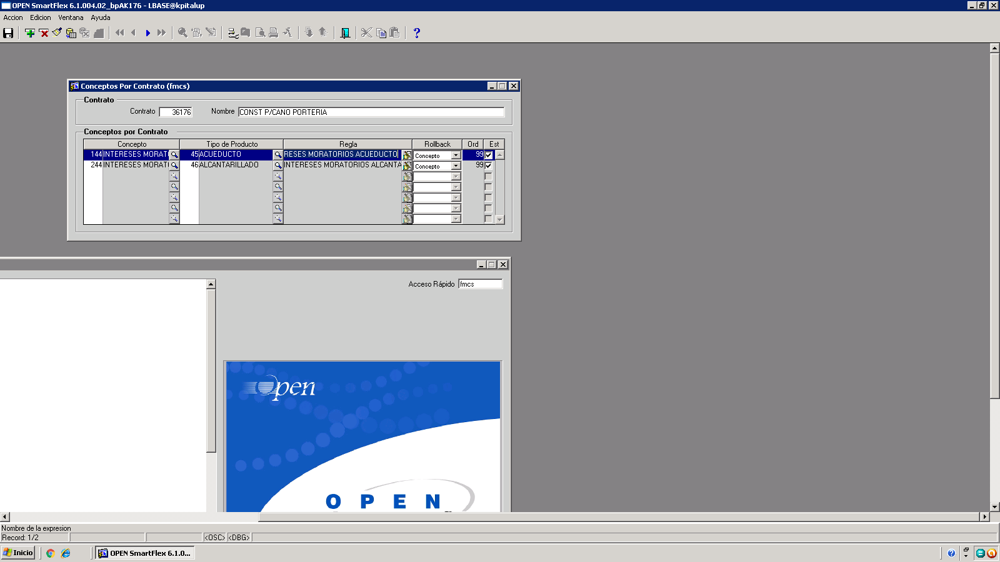 OPEN SmartFlex 6.1.004.02_bpAK176 - LBASE@kpitalup
Accion Edicion Ventana Ayuda
Conceptos Por Contrato (fmcs)
Contrato
Contrato 36176 Nombre CONST P/CANO PORTERIA
Conceptos por Contrato
Concepto Tipo de Producto Regla Rollback Ord Est
144 INTERESES MORAT 45 ACUEDUCTO RESES MORATORIOS ACUEDUCTO Concepto 99
244 INTERESES MORAT 46 ALCANTARILLADO INTERESES MORATORIOS ALCANTA Concepto 99
Acceso Rápido fmcs
Open
OPEN
Nombre de la expresion
Record: 1/2 <OSC> <DBG>
Inicio OPEN SmartFlex 6.1.0...